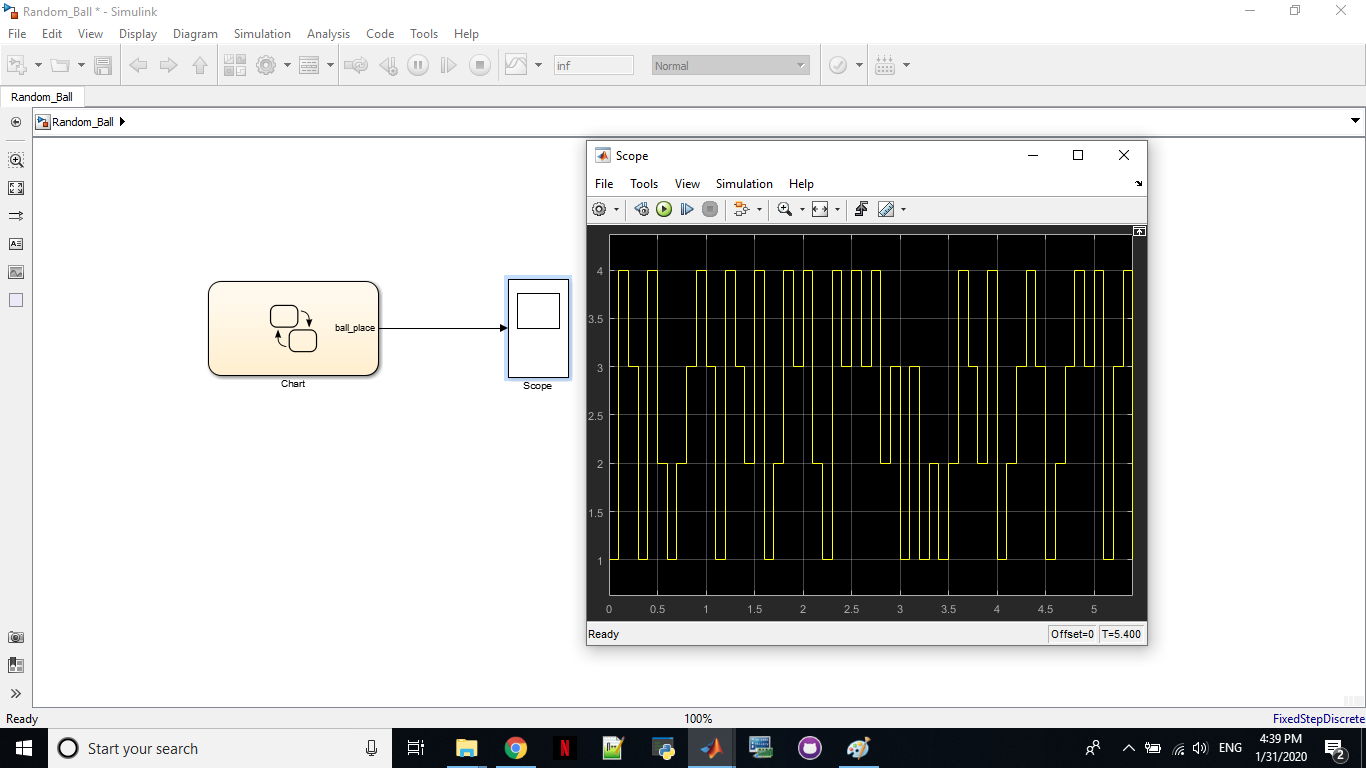 Random_Ball * - Simulink
File Edit View Display Diagram Simulation Analysis Code Tools Help
inf Normal
Random_Ball
Random_Ball
ball_place
Chart
Scope
Scope
File Tools View Simulation Help
4
3.5
3
2.5
2
1.5
1
0 0.5 1 1.5 2 2.5 3 3.5 4 4.5 5
Ready Offset=0 T=5.400
Ready 100% FixedStepDiscrete
Start your search
ENG
4:39 PM
1/31/2020
2